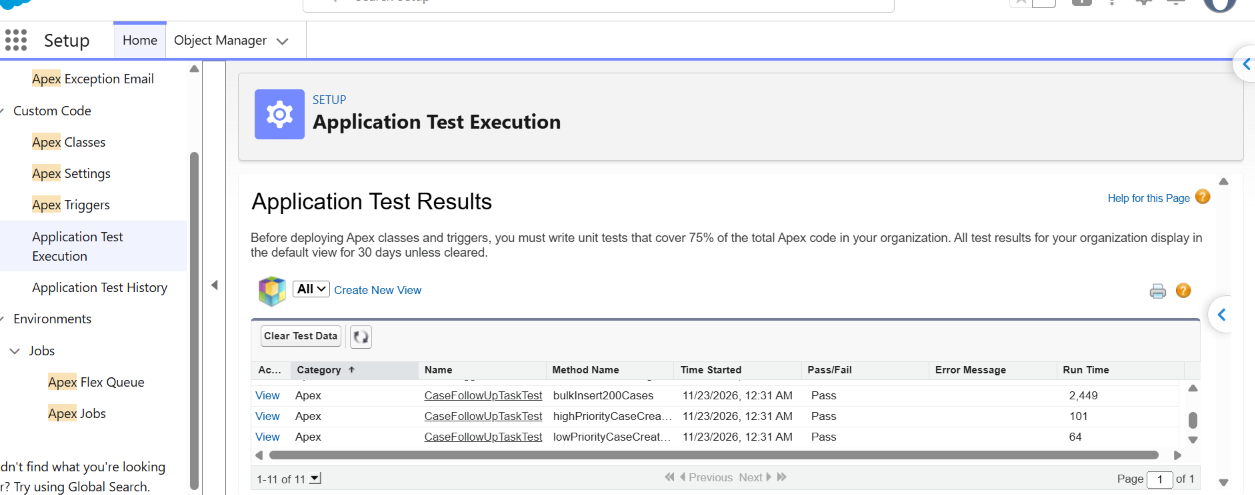 Setup
Home
Object Manager
Apex Exception Email
Custom Code
Apex Classes
Apex Settings
Apex Triggers
Application Test
Execution
Application Test History
Environments
Jobs
Apex Flex Queue
Apex Jobs
dn't find what you're looking
r? Try using Global Search.
SETUP
Application Test Execution
Application Test Results
Help for this Page
Before deploying Apex classes and triggers, you must write unit tests that cover 75% of the total Apex code in your organization. All test results for your organization display in
the default view for 30 days unless cleared.
All Create New View
Clear Test Data
Ac... Category Name Method Name Time Started Pass/Fail Error Message Run Time
View Apex CaseFollowUpTaskTest bulkInsert200Cases 11/23/2026, 12:31 AM Pass 2,449
View Apex CaseFollowUpTaskTest highPriorityCaseCrea... 11/23/2026, 12:31 AM Pass 101
View Apex CaseFollowUpTaskTest lowPriorityCaseCreat... 11/23/2026, 12:31 AM Pass 64
1-11 of 11 Previous Next Page 1 of 1